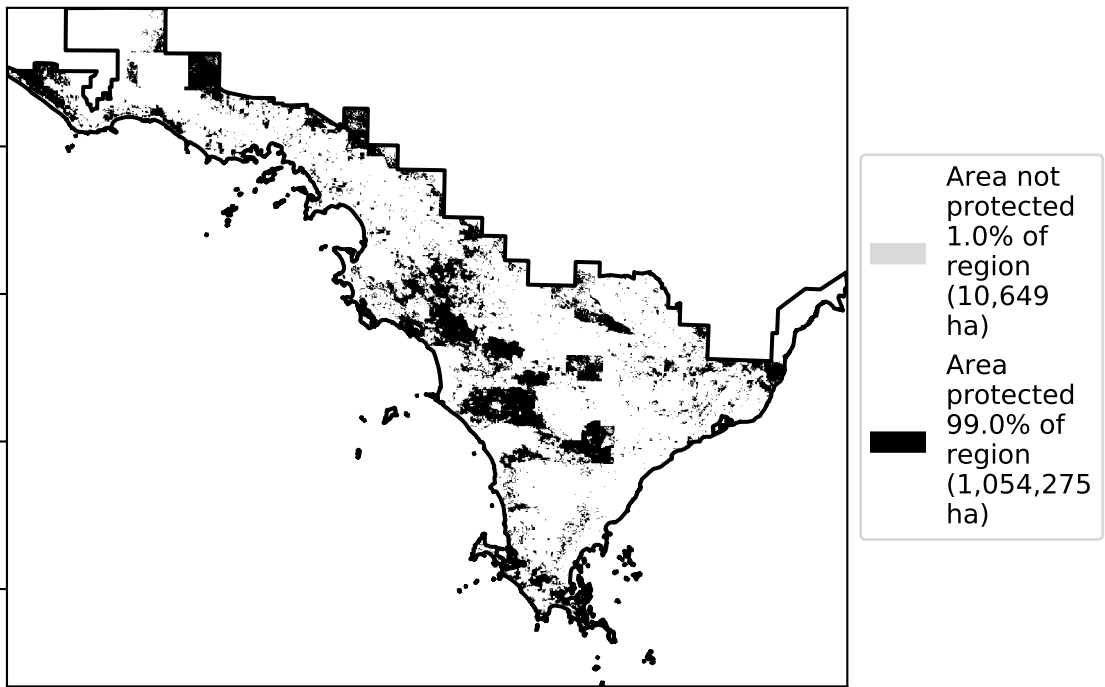 Area not
protected
1.0% of
region
(10,649
ha)
Area
protected
99.0% of
region
(1,054,275
ha)